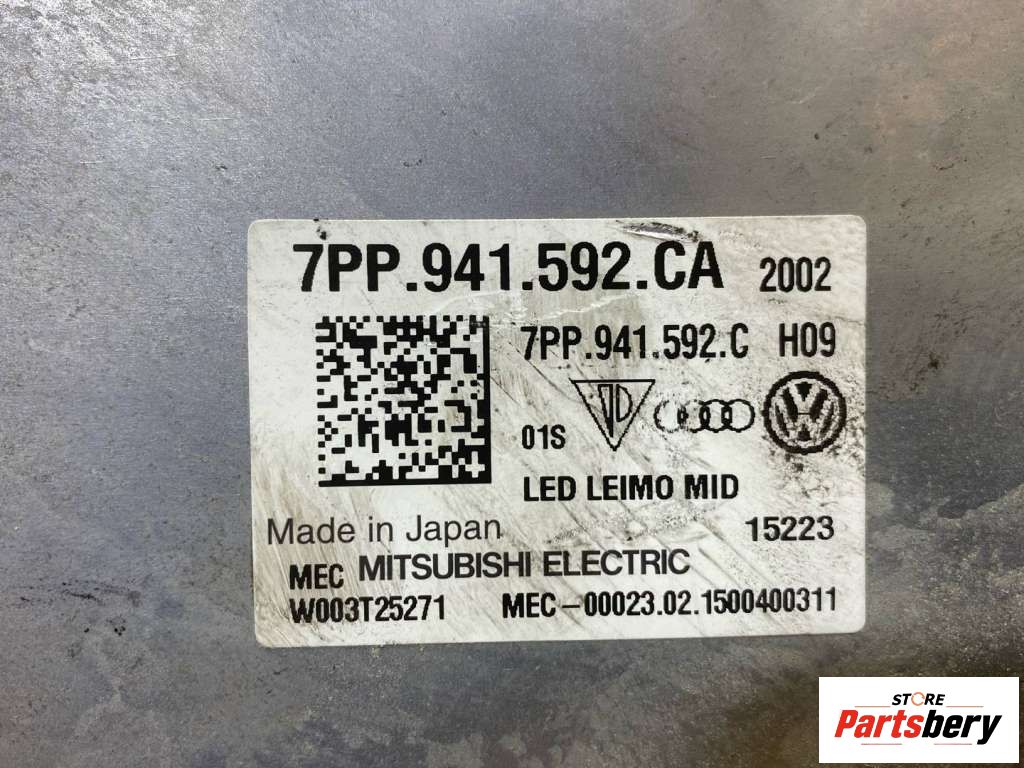 7PP.941.592.CA 2002
7PP.941.592.C H09
01S
LED LEIMO MID
Made in Japan 15223
MEC MITSUBISHI ELECTRIC
W003T25271 MEC-00023.02.1500400311
STORE
Partsbery